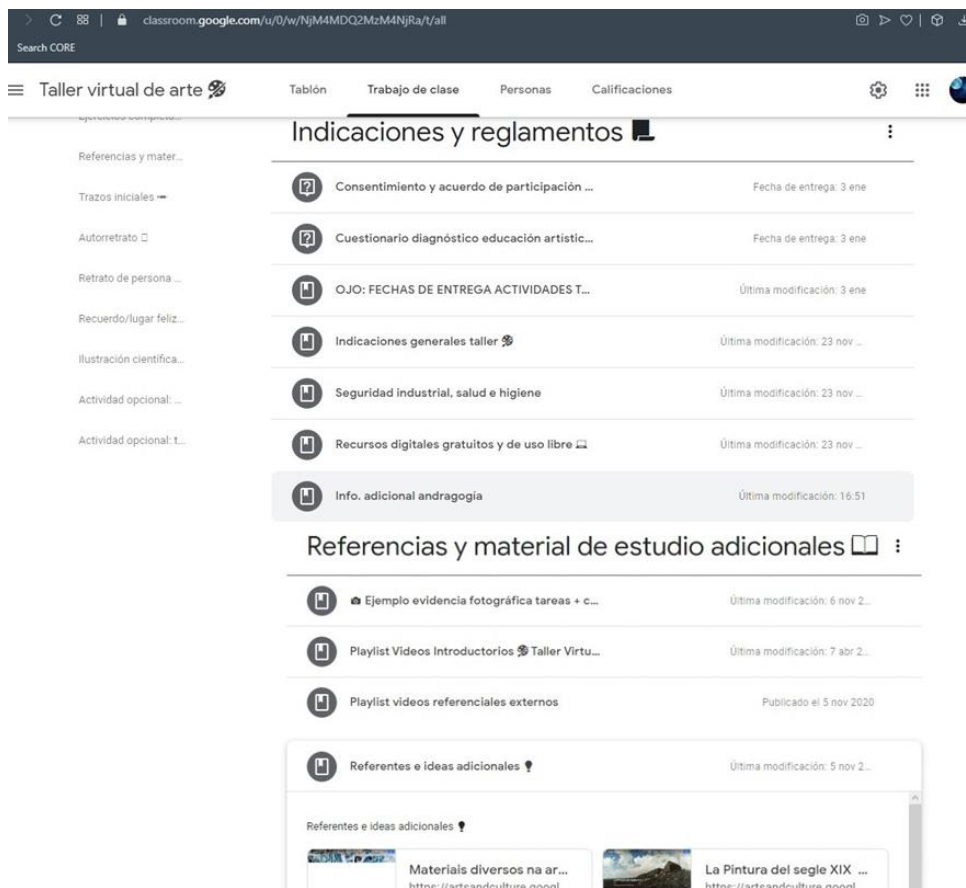 classroom.google.com/u/0/w/NjM4MDQ2MzM4NjRa/t/all
Search CORE
Taller virtual de arte
Tablón
Trabajo de clase
Personas
Calificaciones
Referencias y mater...
Trazos iniciales
Autorretrato
Retrato de persona ...
Recuerdo/lugar feliz...
Ilustración científica...
Actividad opcional: ...
Actividad opcional: t...
Indicaciones y reglamentos
Consentimiento y acuerdo de participación ... Fecha de entrega: 3 ene
Cuestionario diagnóstico educación artístic... Fecha de entrega: 3 ene
OJO: FECHAS DE ENTREGA ACTIVIDADES T... Última modificación: 3 ene
Indicaciones generales taller Última modificación: 23 nov ...
Seguridad industrial, salud e higiene Última modificación: 23 nov ...
Recursos digitales gratuitos y de uso libre Última modificación: 23 nov ...
Info. adicional andragogía Última modificación: 16:51
Referencias y material de estudio adicionales
Ejemplo evidencia fotográfica tareas + c... Última modificación: 6 nov 2...
Playlist Videos Introductorios Taller Virtu... Última modificación: 7 abr 2...
Playlist videos referenciales externos Publicado el 5 nov 2020
Referentes e ideas adicionales Última modificación: 5 nov 2...
Referentes e ideas adicionales
Materiais diversos na ar...
https://artsandculture.googl...
La Pintura del segle XIX ...
https://artsandculture.googl...